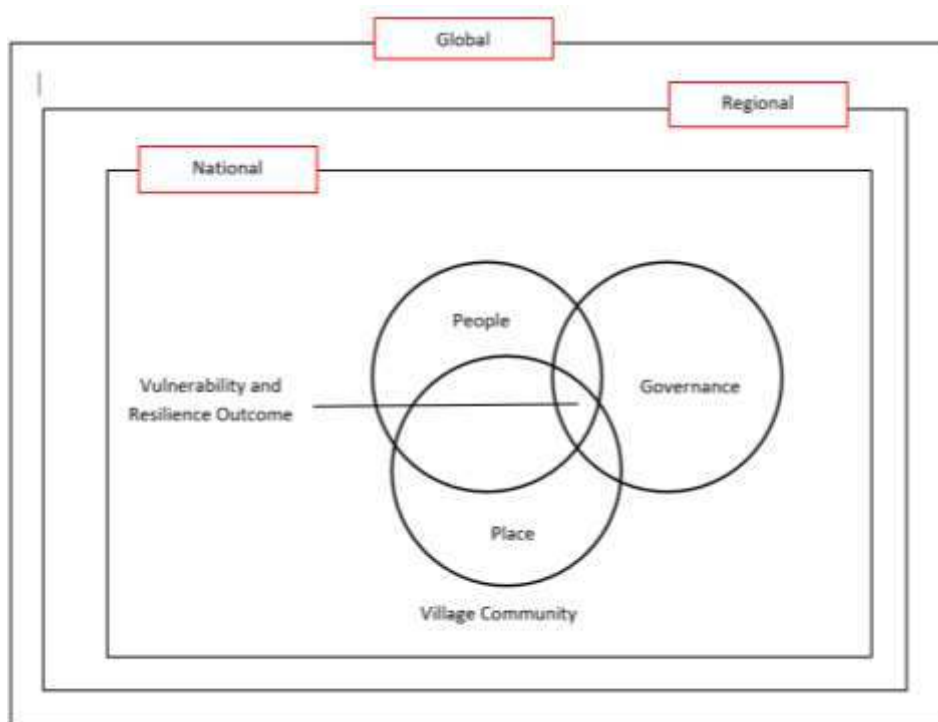 Global
Regional
National
People
Governance
Vulnerability and
Resilience Outcome
Place
Village Community